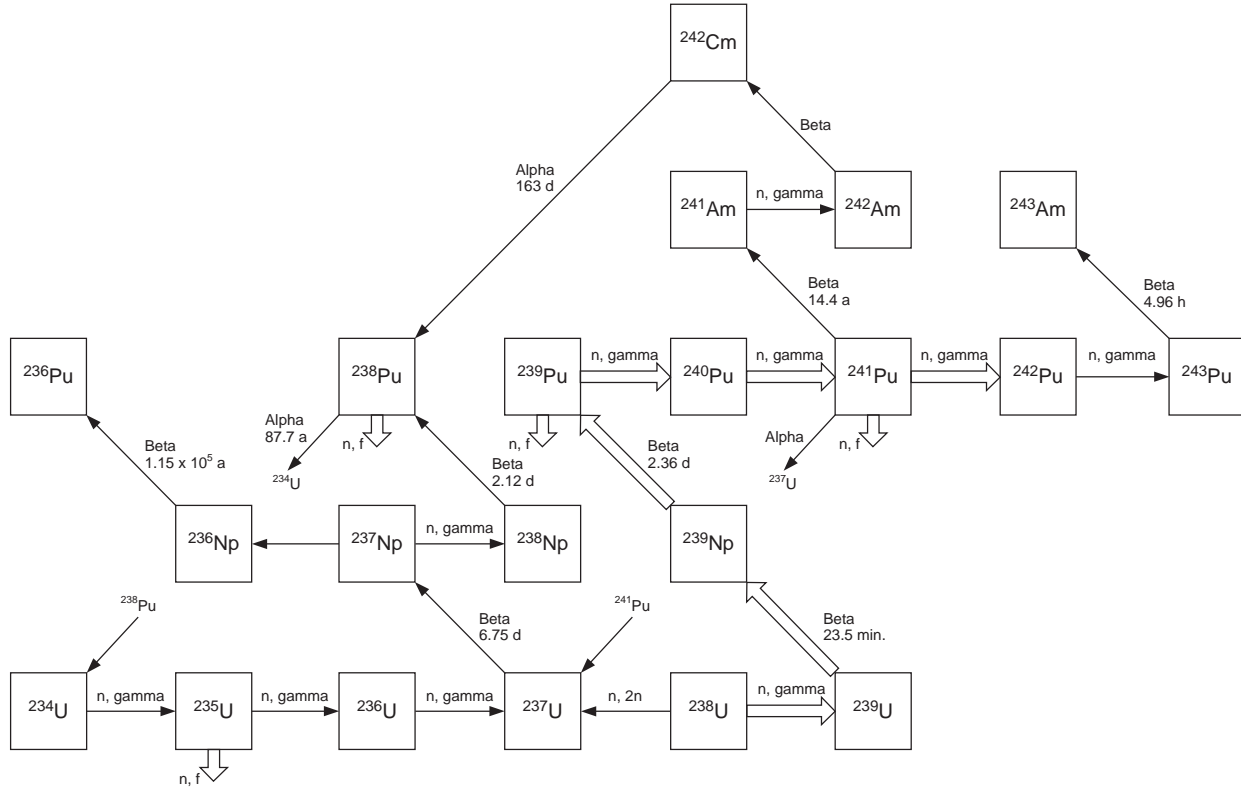 ²⁴²Cm
Beta
Alpha
163 d
²⁴¹Am
n, gamma
²⁴²Am
²⁴³Am
Beta
14.4 a
Beta
4.96 h
²³⁶Pu
²³⁸Pu
²³⁹Pu
n, gamma
²⁴⁰Pu
n, gamma
²⁴¹Pu
n, gamma
²⁴²Pu
n, gamma
²⁴³Pu
Alpha
87.7 a
n, f
²³⁴U
n, f
Alpha
²³⁷U
n, f
Beta
1.15 x 10⁵ a
Beta
2.12 d
Beta
2.36 d
²³⁶Np
²³⁷Np
n, gamma
²³⁸Np
²³⁹Np
²³⁸Pu
²⁴¹Pu
Beta
6.75 d
Beta
23.5 min.
²³⁴U
n, gamma
²³⁵U
n, gamma
²³⁶U
n, gamma
²³⁷U
n, 2n
²³⁸U
n, gamma
²³⁹U
n, f